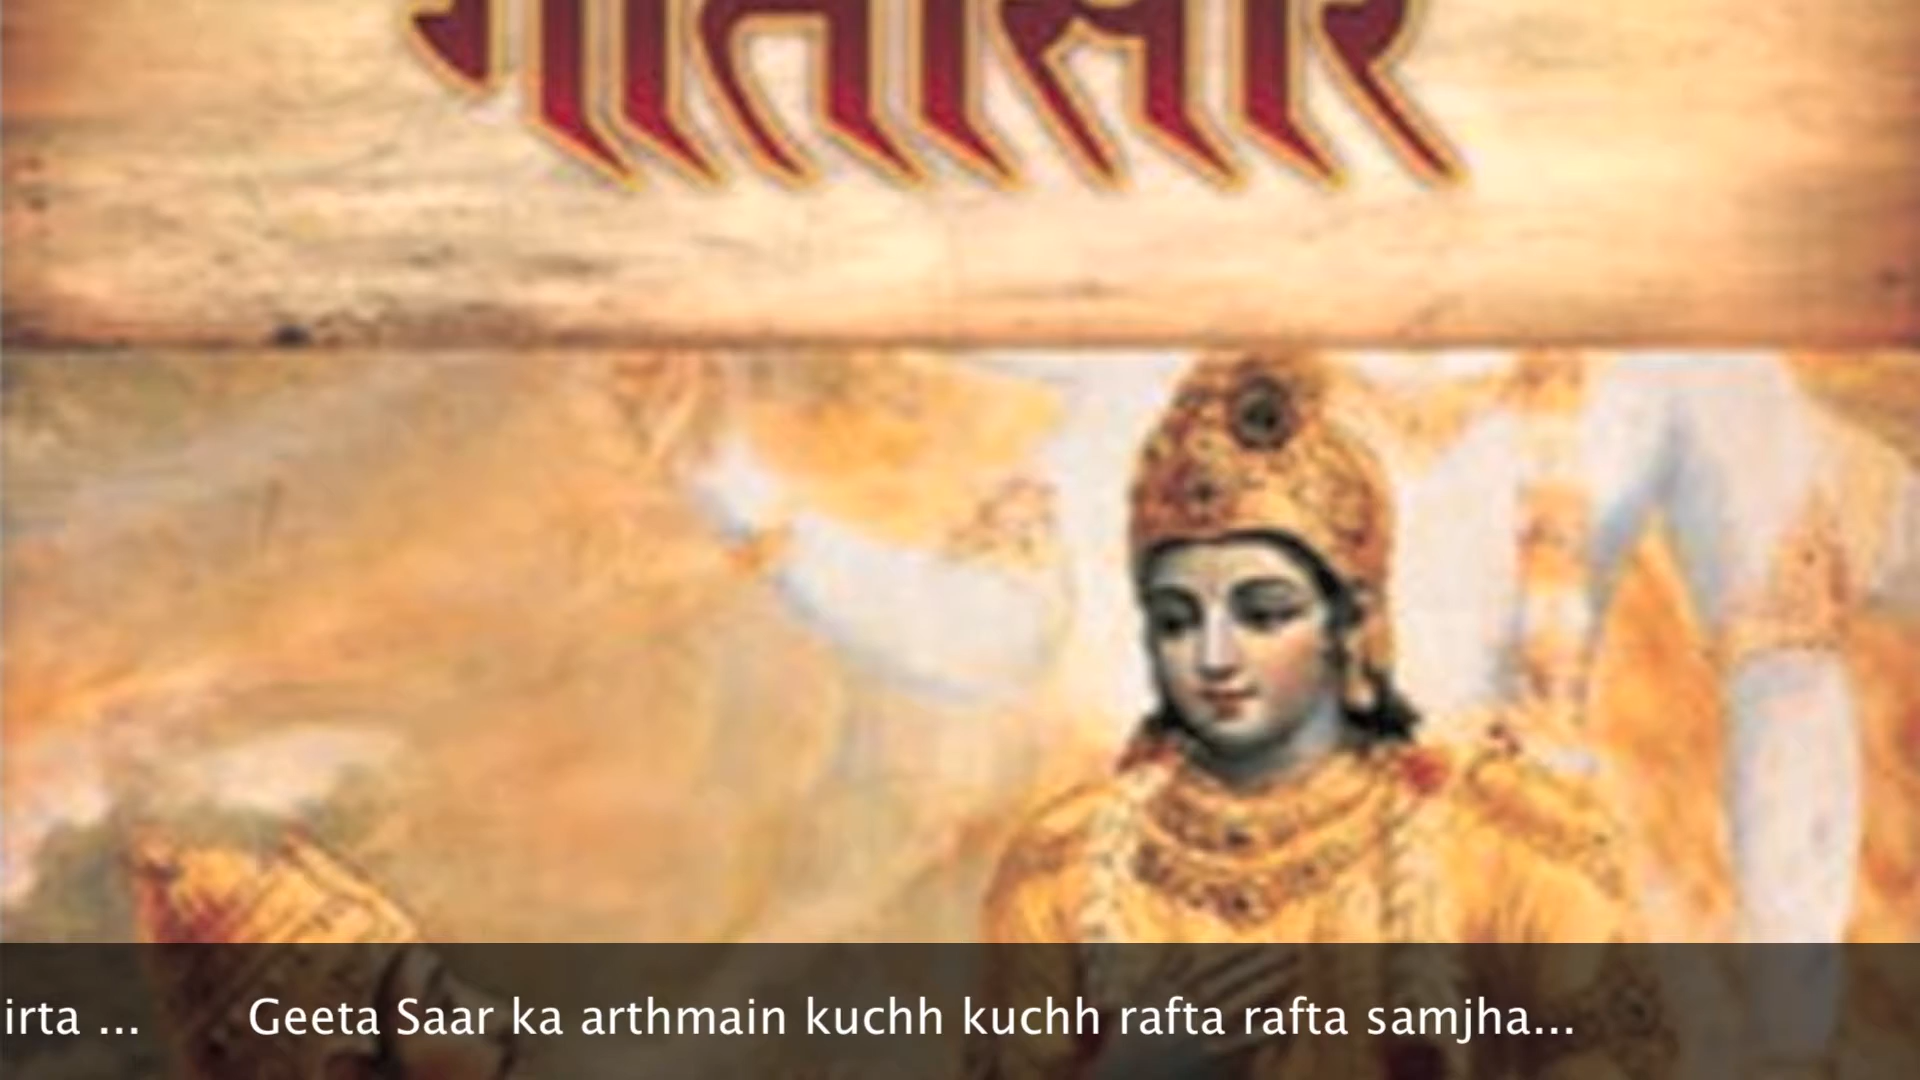 गीतासार
irta ... Geeta Saar ka arthmain kuchh kuchh rafta rafta samjha...